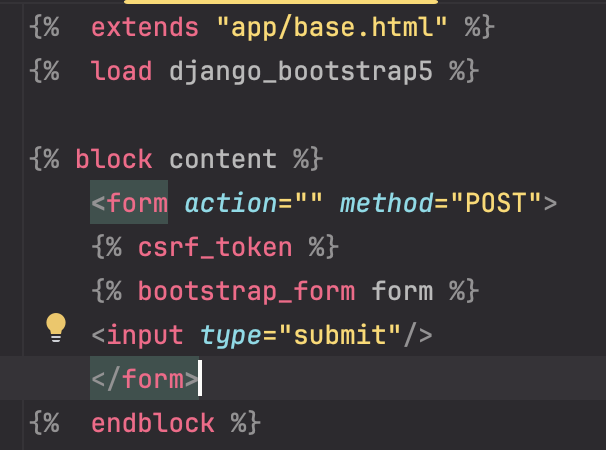 {%  extends "app/base.html" %}
{%  load django_bootstrap5 %}
{% block content %}
<form action="" method="POST">
{% csrf_token %}
{% bootstrap_form form %}
<input type="submit"/>
</form>
{%  endblock %}